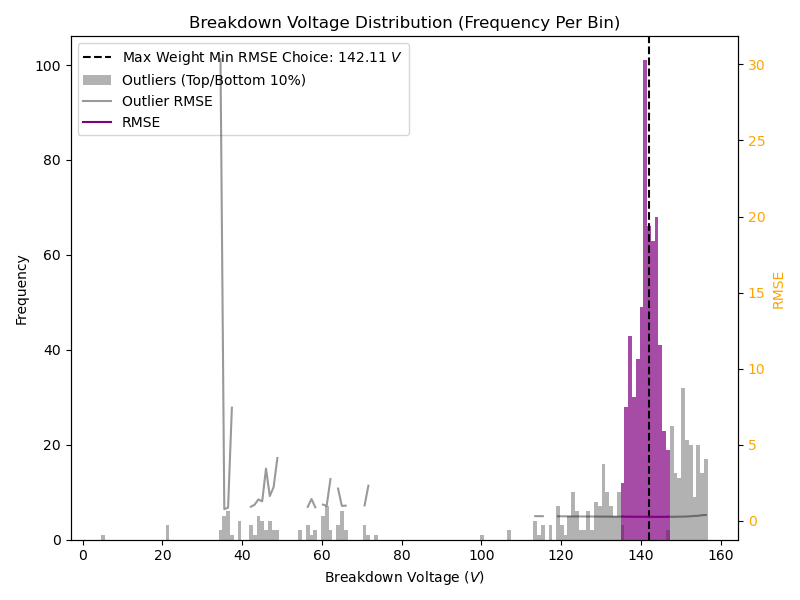 Breakdown Voltage Distribution (Frequency Per Bin)
Max Weight Min RMSE Choice: 142.11 V
Outliers (Top/Bottom 10%)
Outlier RMSE
RMSE
Frequency
100
80
60
40
20
0
30
25
20
15
10
5
0
RMSE
0 20 40 60 80 100 120 140 160
Breakdown Voltage (V)